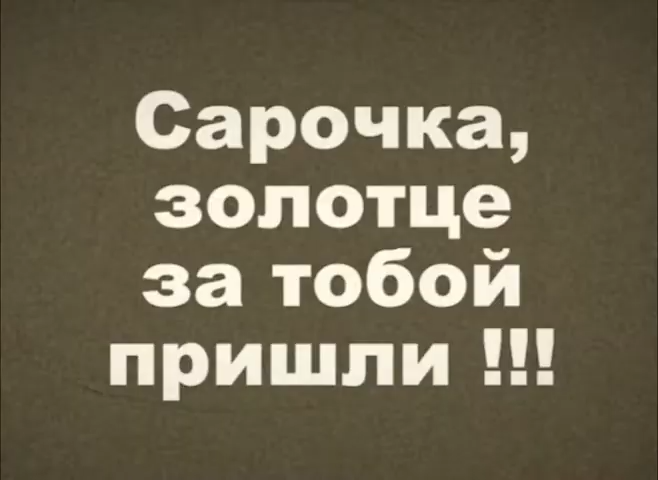 Сарочка,
золотце
за тобой
пришли !!!